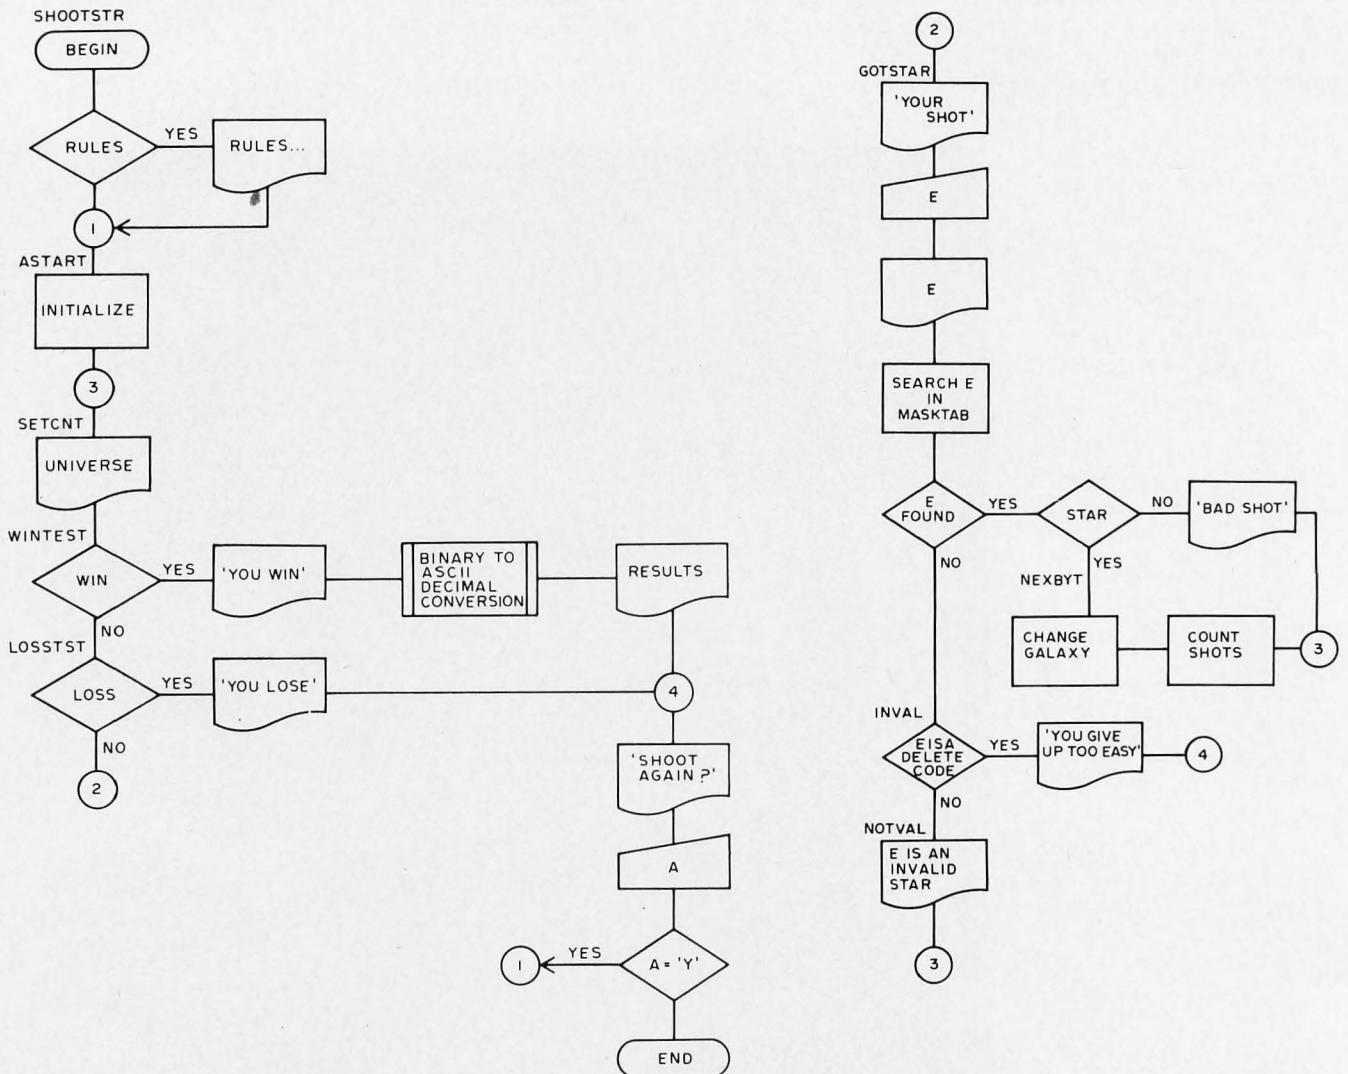 SHOOTSTR
BEGIN
RULES
YES
RULES...
1
ASTART
INITIALIZE
3
SETCNT
UNIVERSE
WINTEST
WIN
YES
'YOU WIN'
BINARY TO
ASCII
DECIMAL
CONVERSION
RESULTS
NO
LOSSTST
LOSS
YES
'YOU LOSE'
4
NO
2
'SHOOT
AGAIN?'
A
A = 'Y'
YES
1
END
2
GOTSTAR
'YOUR
SHOT'
E
E
SEARCH E
IN
MASKTAB
E
FOUND
YES
STAR
NO
'BAD SHOT'
NO
YES
NEXBYT
CHANGE
GALAXY
COUNT
SHOTS
3
INVAL
E IS A
DELETE
CODE
YES
'YOU GIVE
UP TOO EASY'
4
NO
NOTVAL
E IS AN
INVALID
STAR
3